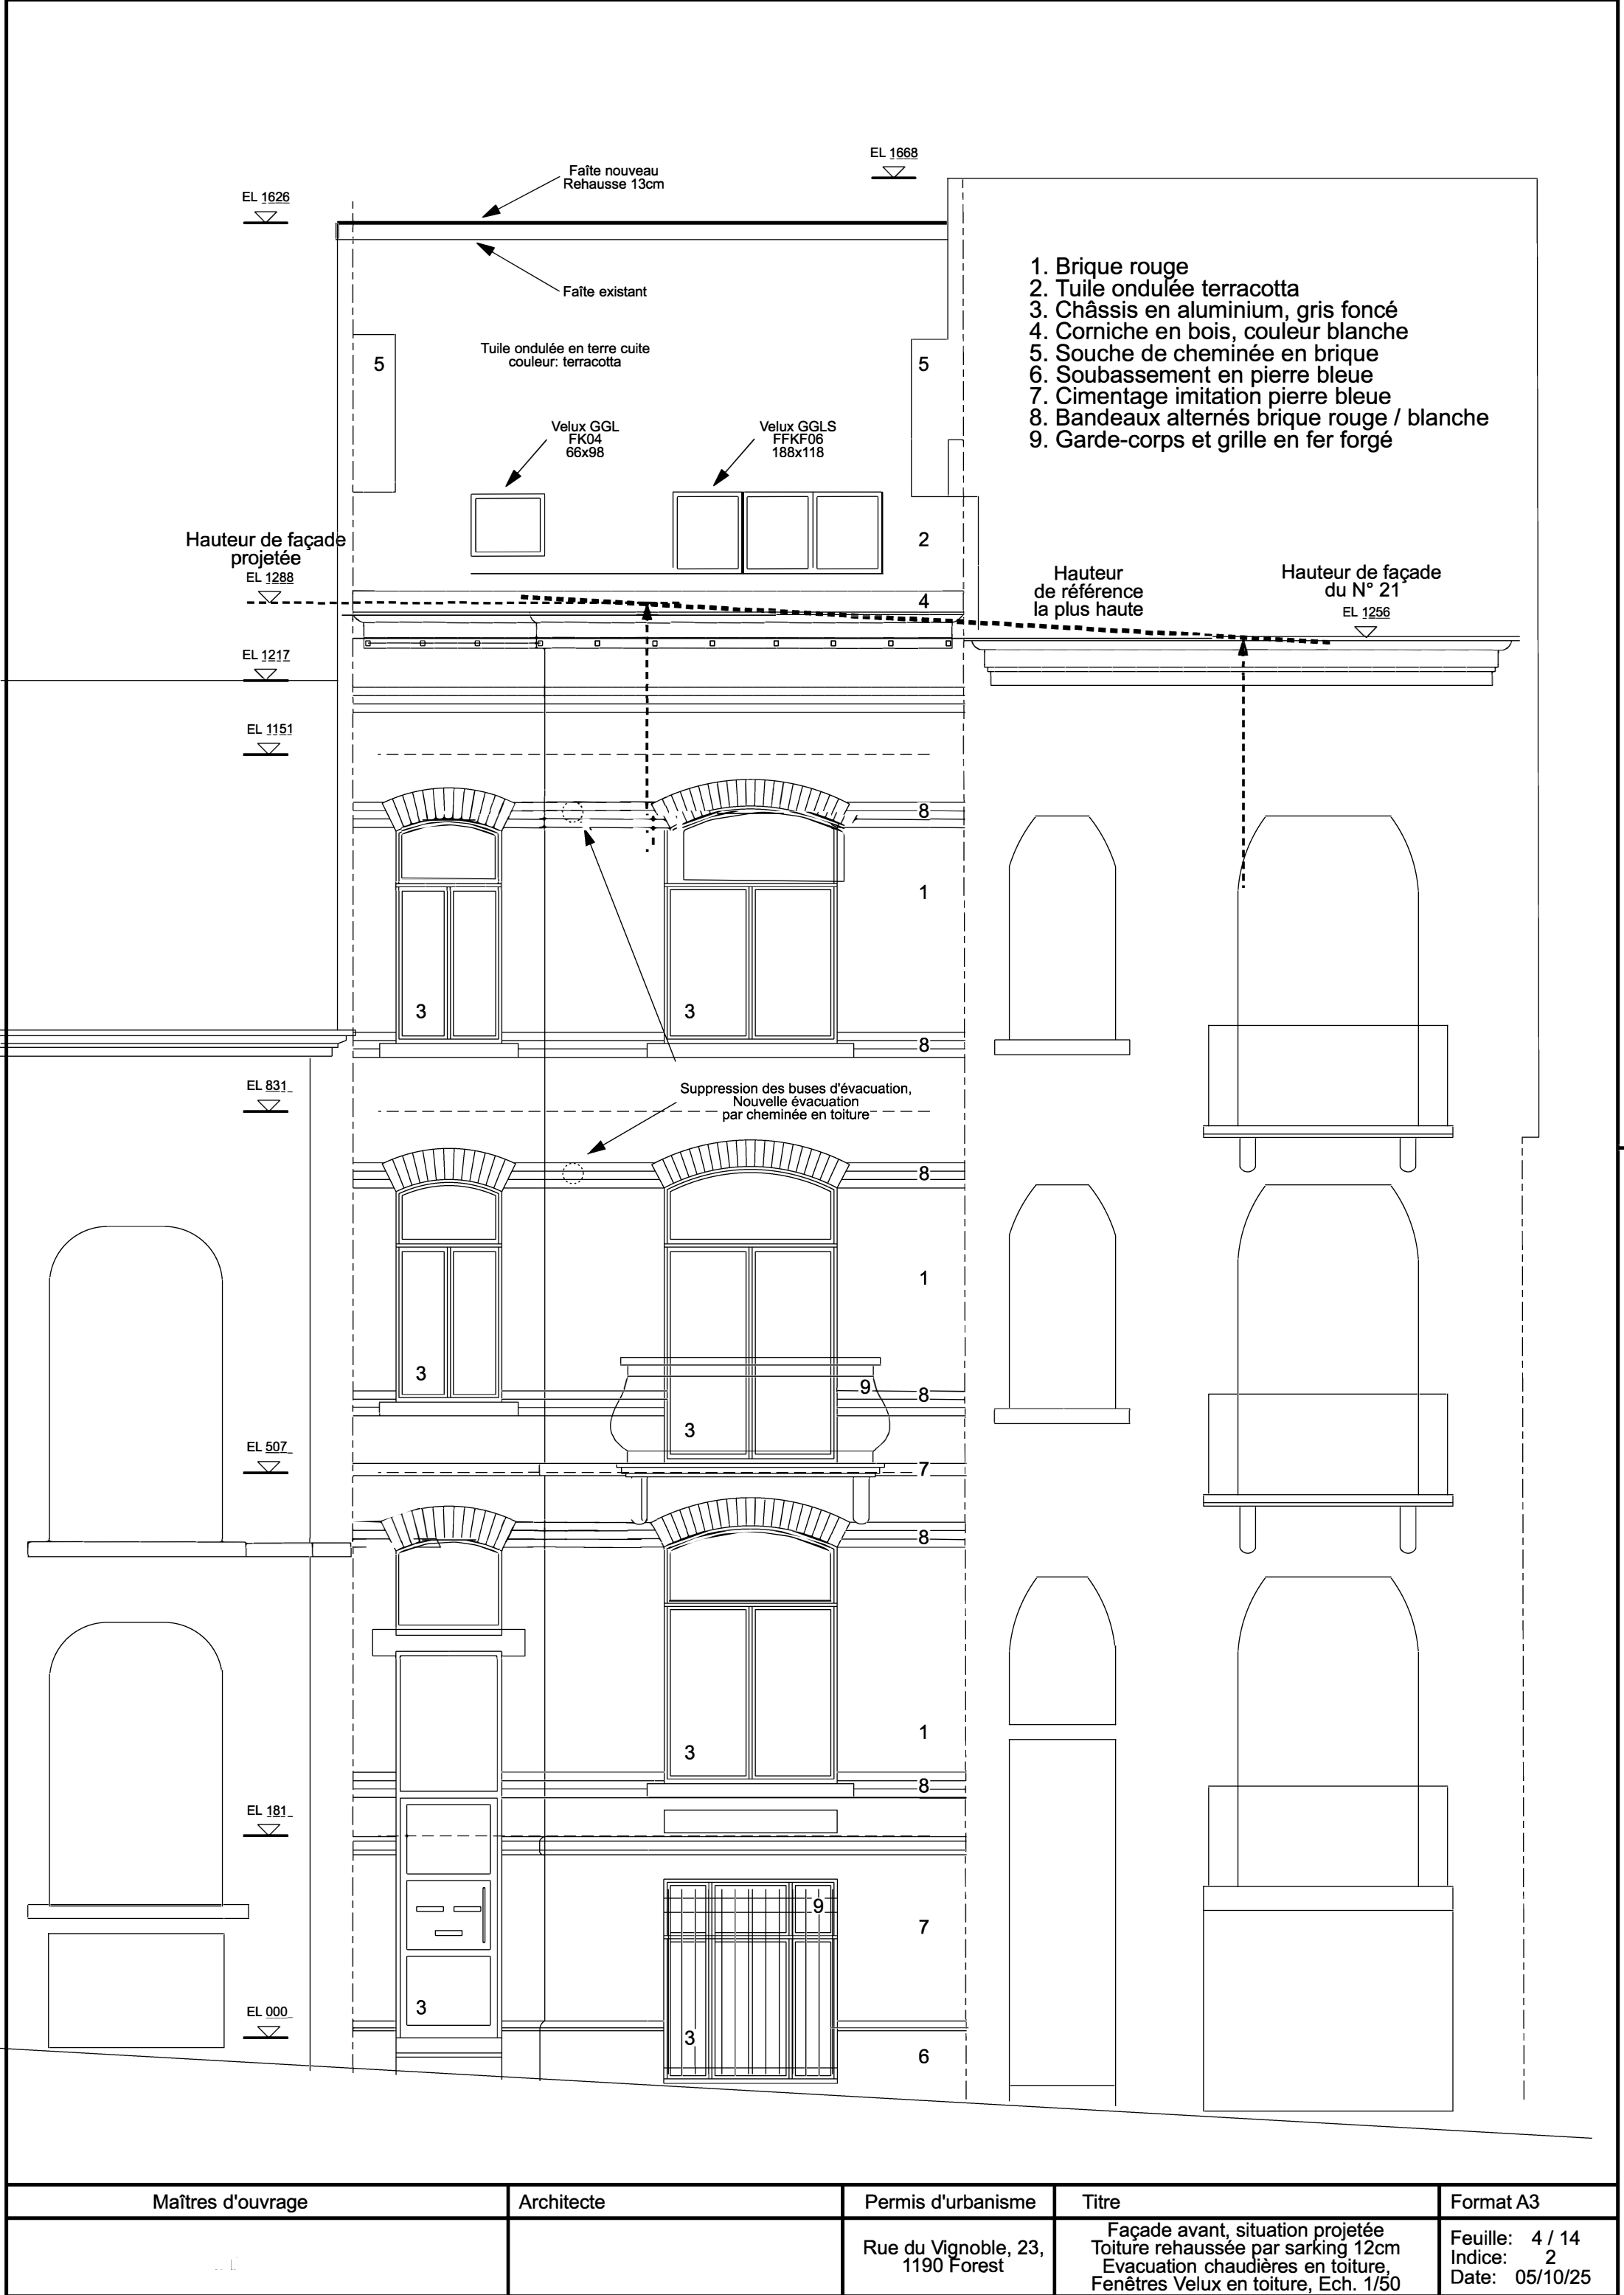 EL 1668
Faîte nouveau
Rehausse 13cm
EL 1626
Faîte existant
1. Brique rouge
2. Tuile ondulée terracotta
3. Châssis en aluminium, gris foncé
4. Corniche en bois, couleur blanche
5. Souche de cheminée en brique
6. Soubassement en pierre bleue
7. Cimentage imitation pierre bleue
8. Bandeaux alternés brique rouge / blanche
9. Garde-corps et grille en fer forgé
5
Tuile ondulée en terre cuite
couleur: terracotta
5
Velux GGL
FK04
66x98
Velux GGLS
FFKF06
188x118
2
Hauteur de façade
projetée
EL 1288
4
Hauteur
de référence
la plus haute
Hauteur de façade
du N° 21
EL 1256
EL 1217
EL 1151
8
1
3
3
8
EL 831
Suppression des buses d'évacuation,
Nouvelle évacuation
par cheminée en toiture
8
1
3
9
8
3
EL 507
7
8
1
3
8
EL 181
9
7
3
EL 000
3
6
Maîtres d'ouvrage
Architecte
Permis d'urbanisme
Rue du Vignoble, 23,
1190 Forest
Titre
Façade avant, situation projetée
Toiture rehaussée par sarking 12cm
Evacuation chaudières en toiture,
Fenêtres Velux en toiture, Ech. 1/50
Format A3
Feuille: 4 / 14
Indice: 2
Date: 05/10/25